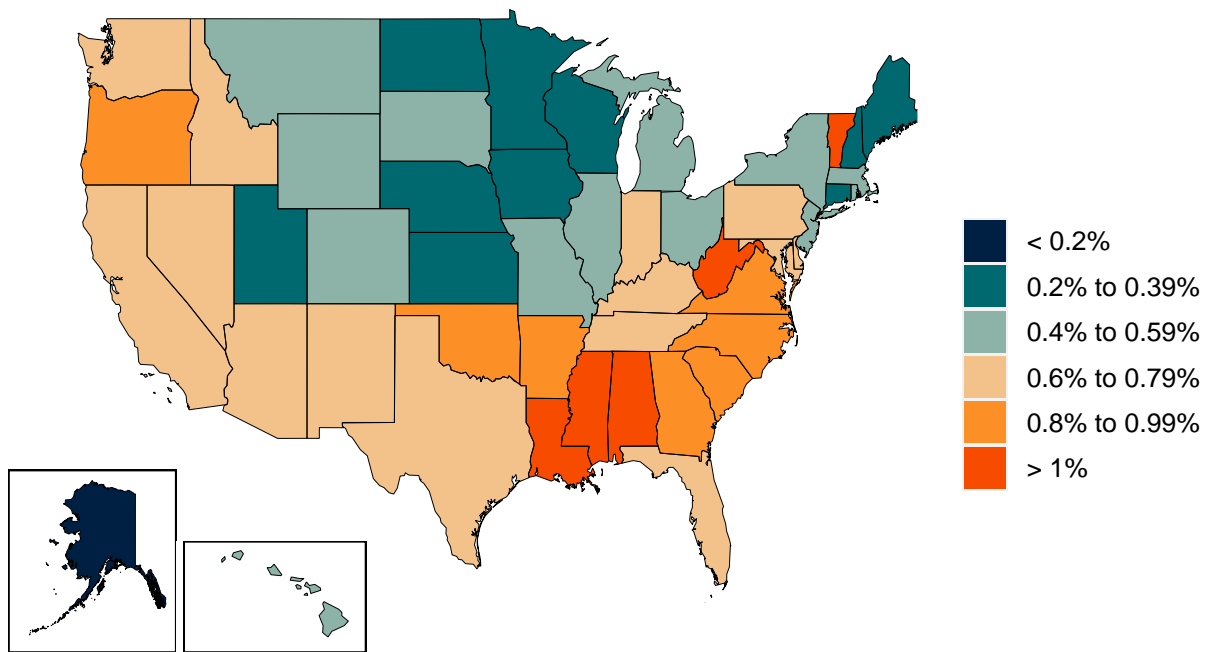 < 0.2%
0.2% to 0.39%
0.4% to 0.59%
0.6% to 0.79%
0.8% to 0.99%
> 1%